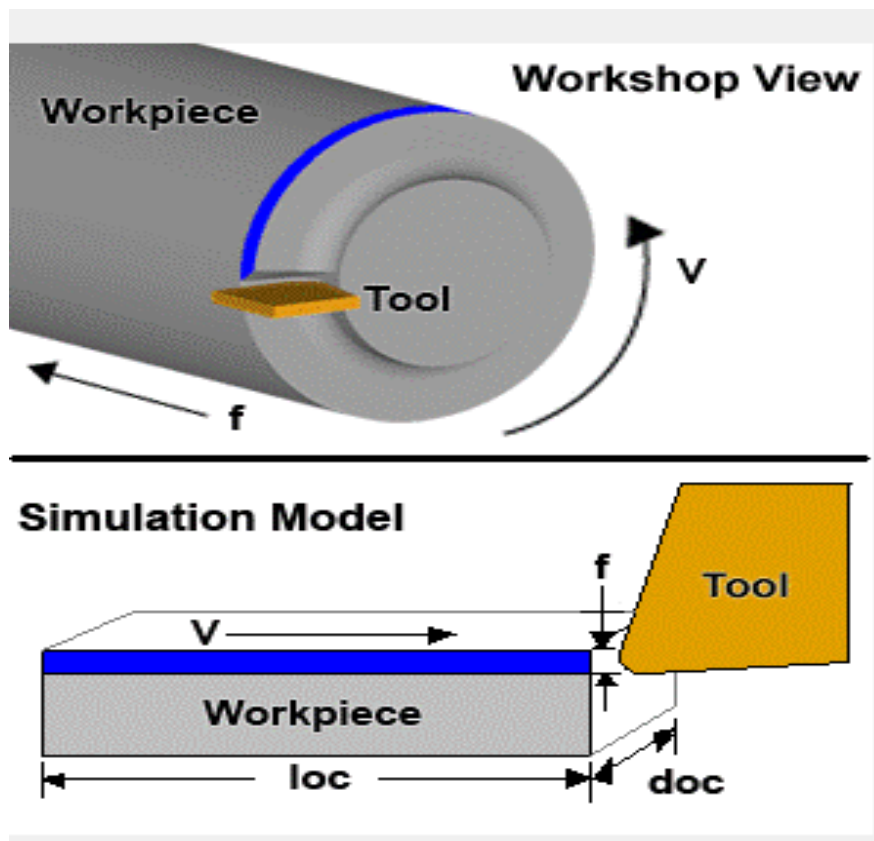 Workshop View
Workpiece
V
Tool
f
Simulation Model
f
Tool
V
Workpiece
loc
doc